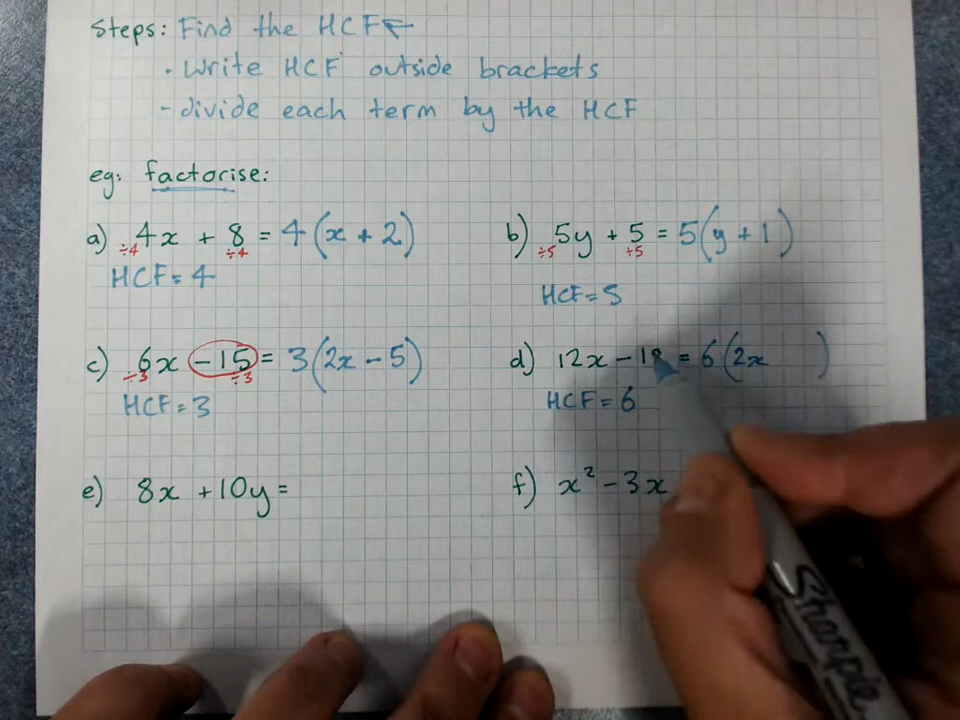 Steps: Find the HCF←
· Write HCF outside brackets
- divide each term by the HCF
eg: factorise:
a) 4x + 8 = 4(x + 2)
÷4 ÷4
HCF = 4
b) 5y + 5 = 5(y + 1)
÷5 ÷5
HCF = 5
c) 6x - 15 = 3(2x - 5)
÷3 ÷3
HCF = 3
d) 12x - 18 = 6(2x )
HCF = 6
e) 8x + 10y =
f) x² - 3x
Sharpie